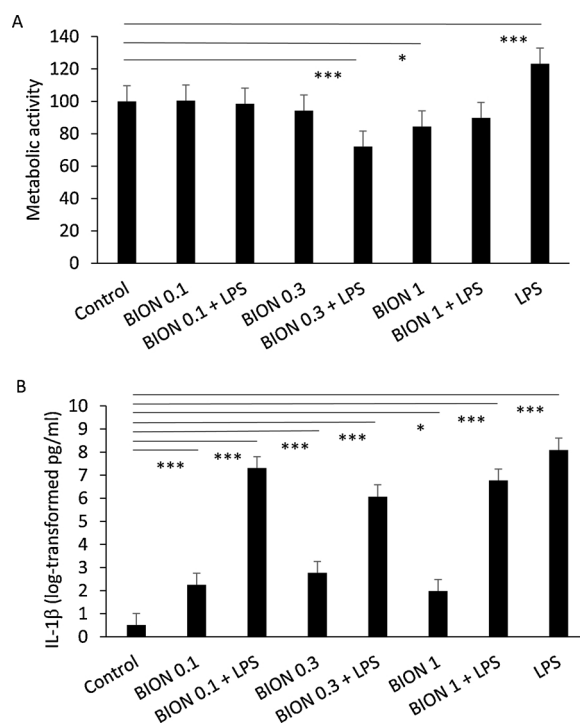 A
Metabolic activity
140
120
100
80
60
40
20
0
***
*
***
Control
BION 0.1
BION 0.1 + LPS
BION 0.3
BION 0.3 + LPS
BION 1
BION 1 + LPS
LPS
B
IL-1β (log-transformed pg/ml)
10
9
8
7
6
5
4
3
2
1
0
***
***
***
***
*
***
***
Control
BION 0.1
BION 0.1 + LPS
BION 0.3
BION 0.3 + LPS
BION 1
BION 1 + LPS
LPS